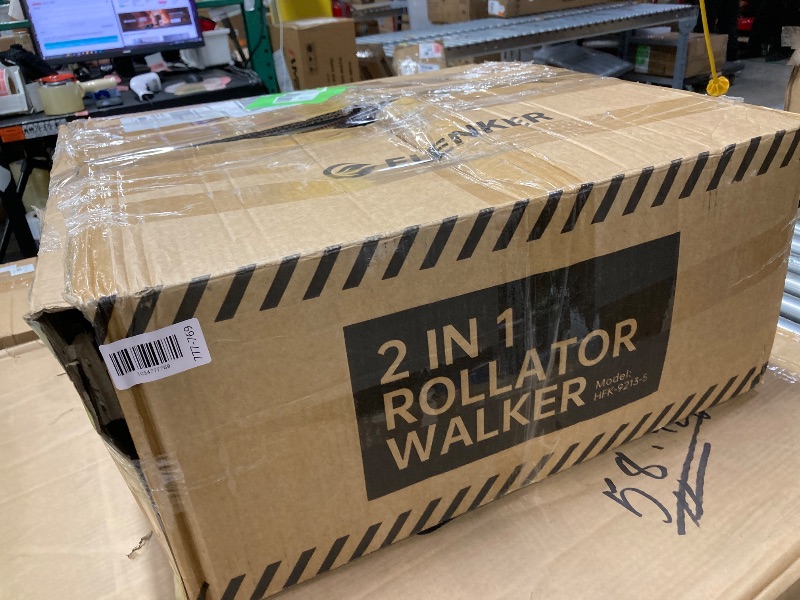 ELENKER
2 IN 1
ROLLATOR
WALKER
Model:
HFK-9213-5
777-769